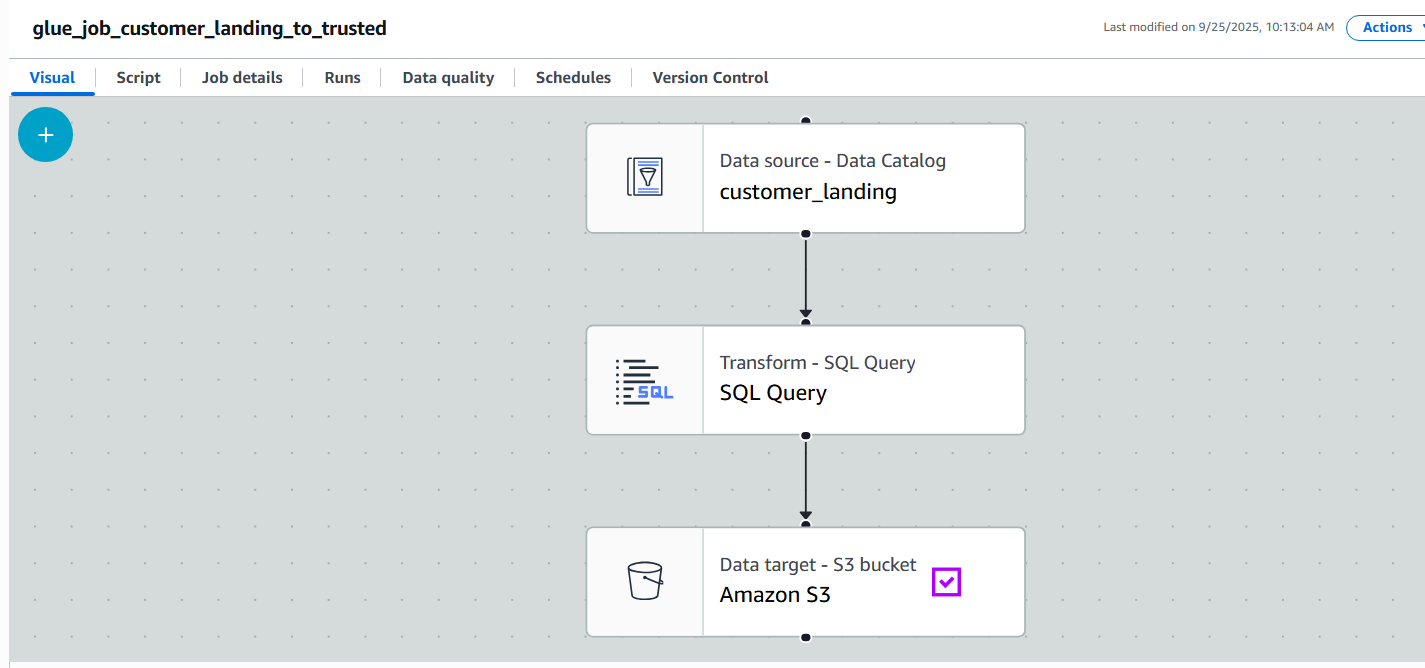 glue_job_customer_landing_to_trusted
Last modified on 9/25/2025, 10:13:04 AM
Actions
Visual
Script
Job details
Runs
Data quality
Schedules
Version Control
Data source - Data Catalog
customer_landing
Transform - SQL Query
SQL Query
SQL
Data target - S3 bucket
Amazon S3